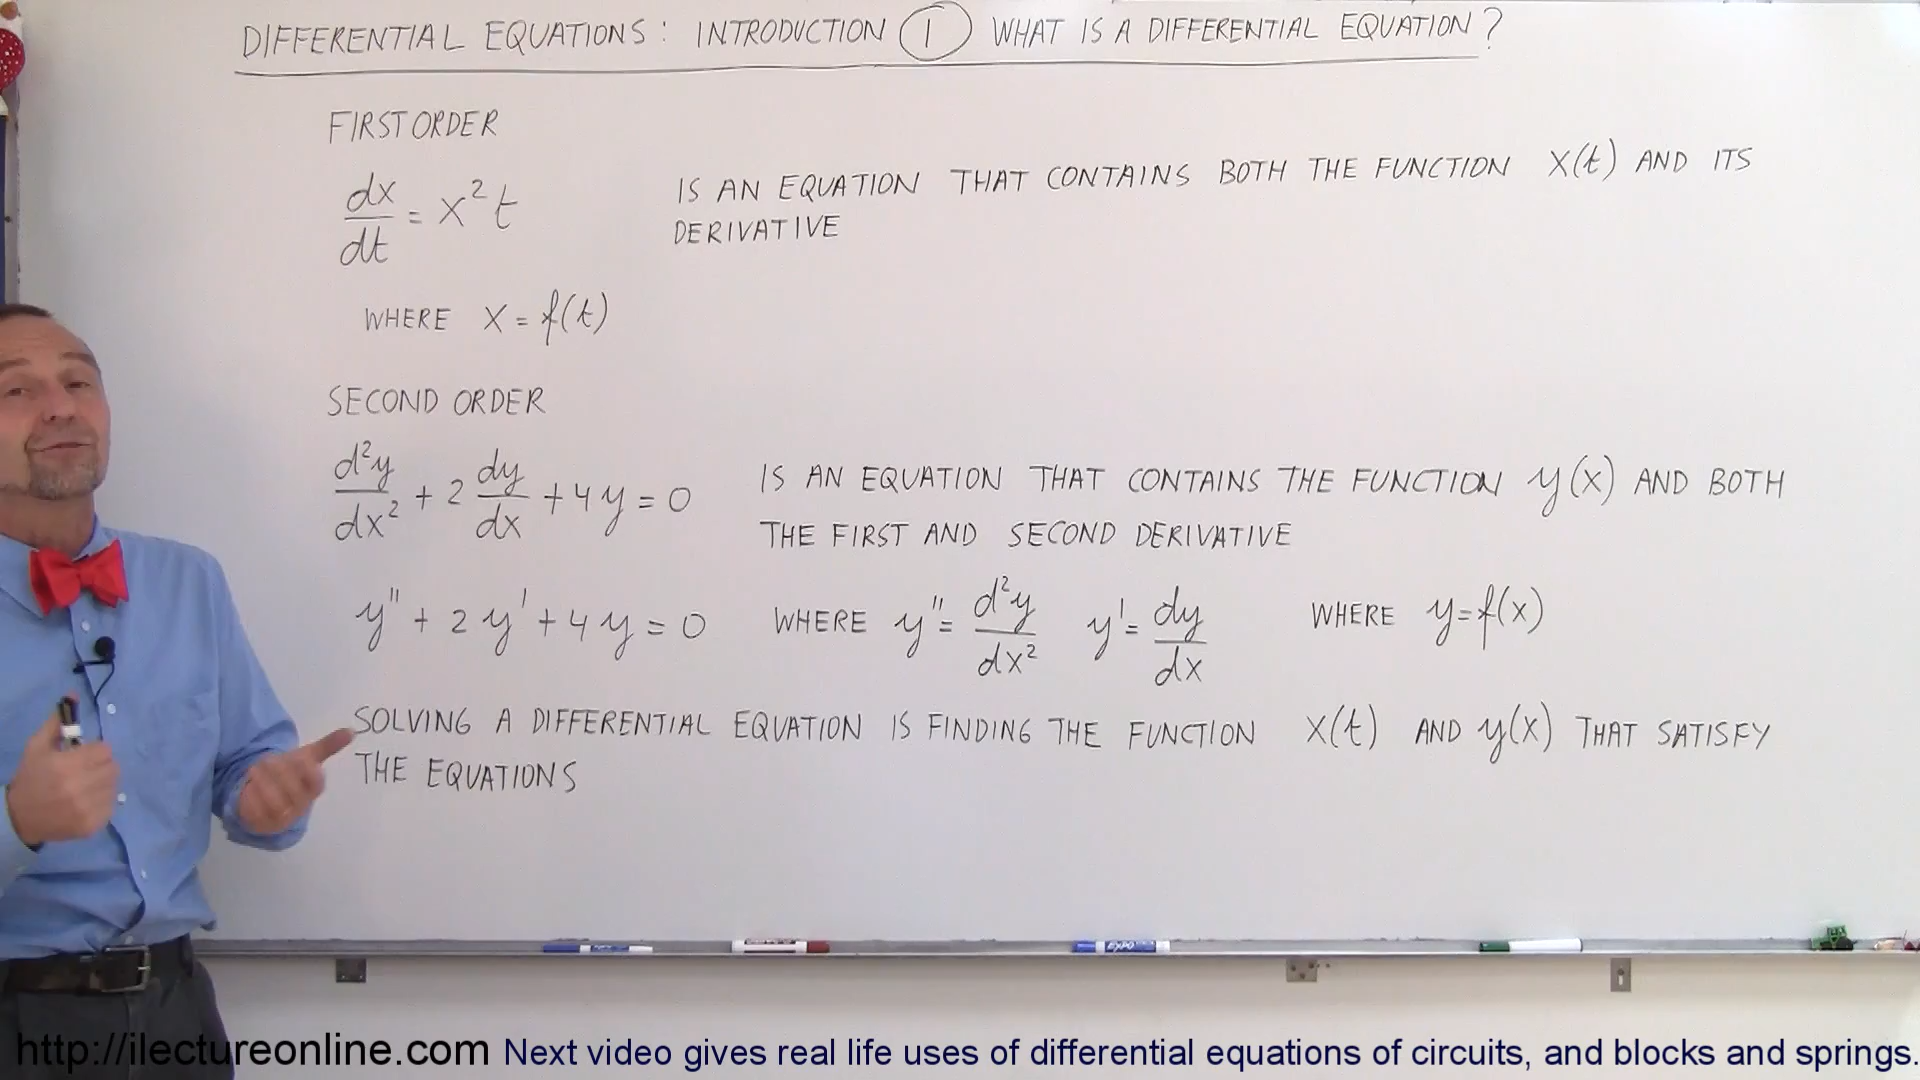 DIFFERENTIAL EQUATIONS: INTRODUCTION ① WHAT IS A DIFFERENTIAL EQUATION?
FIRST ORDER
dx/dt = x² t
IS AN EQUATION THAT CONTAINS BOTH THE FUNCTION x(t) AND ITS
DERIVATIVE
WHERE x = f(t)
SECOND ORDER
d²y/dx² + 2 dy/dx + 4y = 0
IS AN EQUATION THAT CONTAINS THE FUNCTION y(x) AND BOTH
THE FIRST AND SECOND DERIVATIVE
y'' + 2y' + 4y = 0 WHERE y'' = d²y/dx² y' = dy/dx WHERE y = f(x)
SOLVING A DIFFERENTIAL EQUATION IS FINDING THE FUNCTION x(t) AND y(x) THAT SATISFY
THE EQUATIONS
EXPO
http://ilectureonline.com Next video gives real life uses of differential equations of circuits, and blocks and springs.